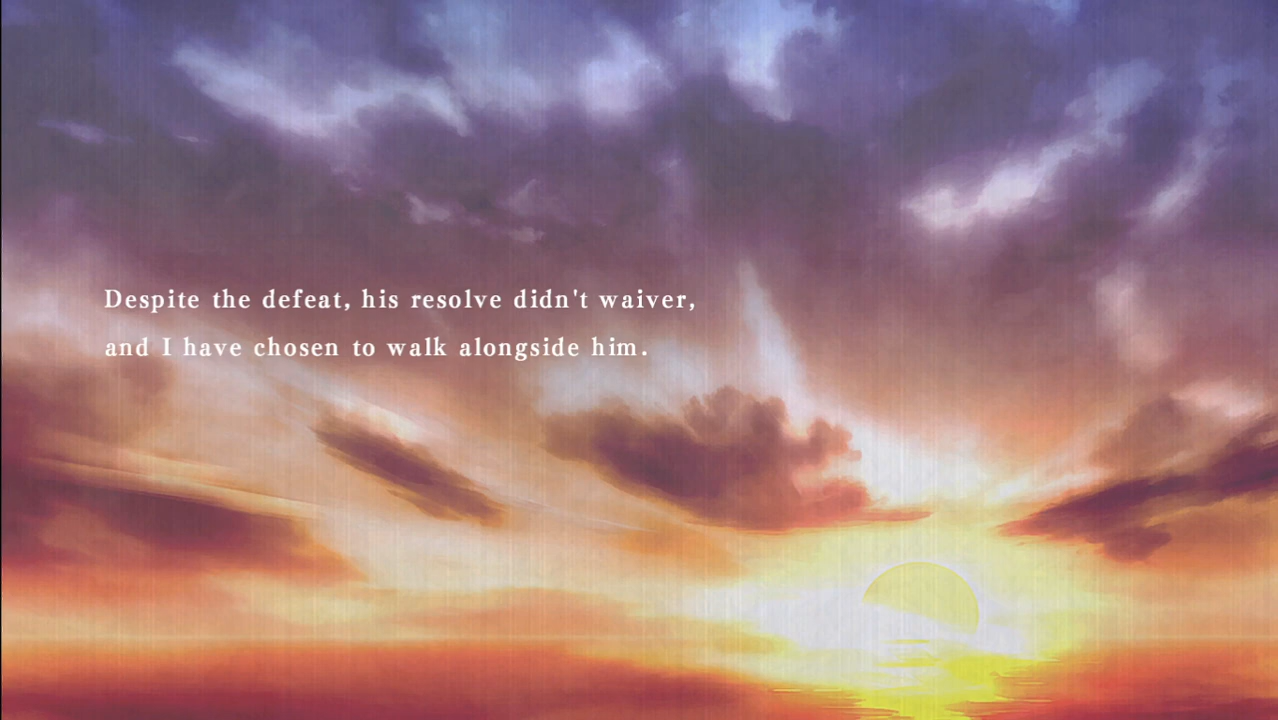 Despite the defeat, his resolve didn't waiver,
and I have chosen to walk alongside him.